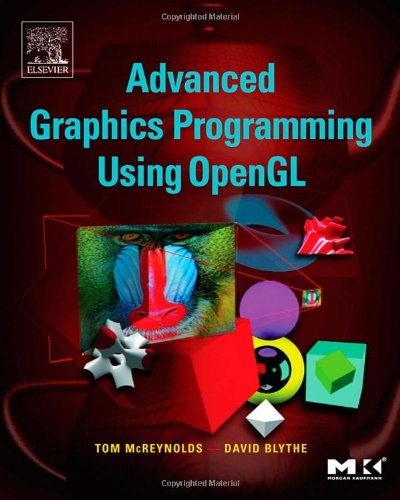 Copyrighted Material
ELSEVIER
Advanced
Graphics Programming
Using OpenGL
TOM McREYNOLDS — DAVID BLYTHE
MK
MORGAN KAUFMANN
Copyrighted Material